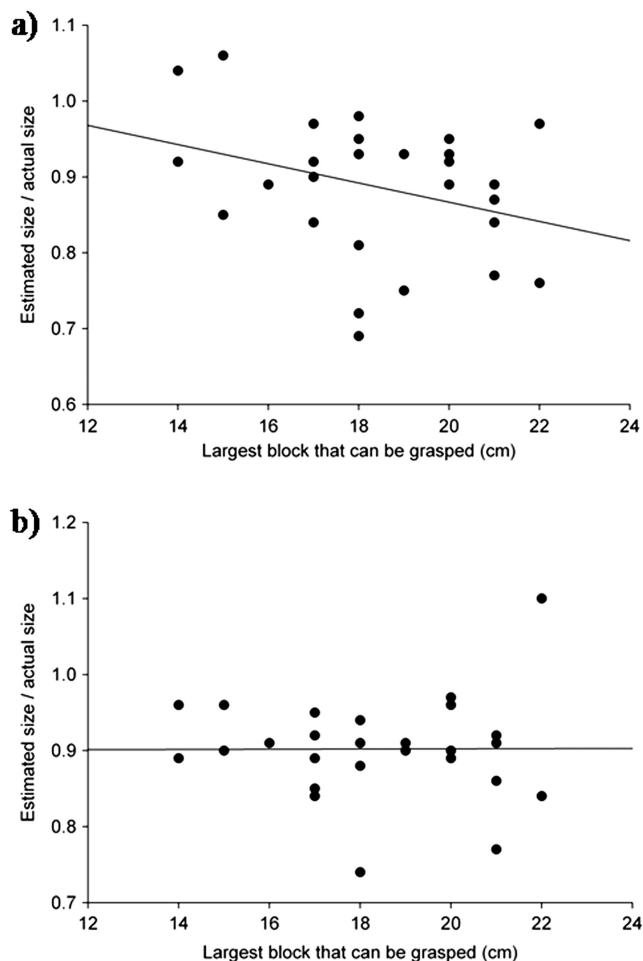 a)
1.1
1.0
0.9
0.8
0.7
0.6
Estimated size / actual size
12 14 16 18 20 22 24
Largest block that can be grasped (cm)
b)
1.2
1.1
1.0
0.9
0.8
0.7
Estimated size / actual size
12 14 16 18 20 22 24
Largest block that can be grasped (cm)